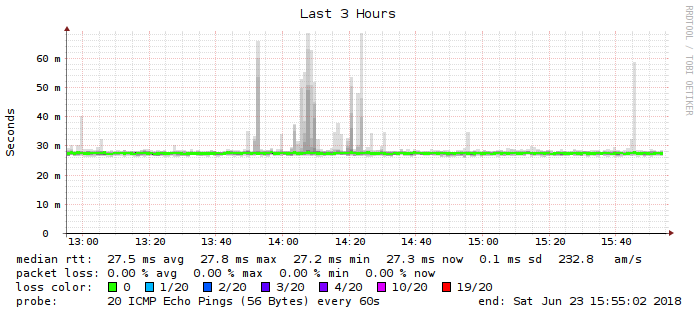 Last 3 Hours
RRDTOOL / TOBI OETIKER
Seconds
60 m
50 m
40 m
30 m
20 m
10 m
0
13:00 13:20 13:40 14:00 14:20 14:40 15:00 15:20 15:40
median rtt: 27.5 ms avg 27.8 ms max 27.2 ms min 27.3 ms now 0.1 ms sd 232.8 am/s
packet loss: 0.00 % avg 0.00 % max 0.00 % min 0.00 % now
loss color: 0 1/20 2/20 3/20 4/20 10/20 19/20
probe: 20 ICMP Echo Pings (56 Bytes) every 60s end: Sat Jun 23 15:55:02 2018